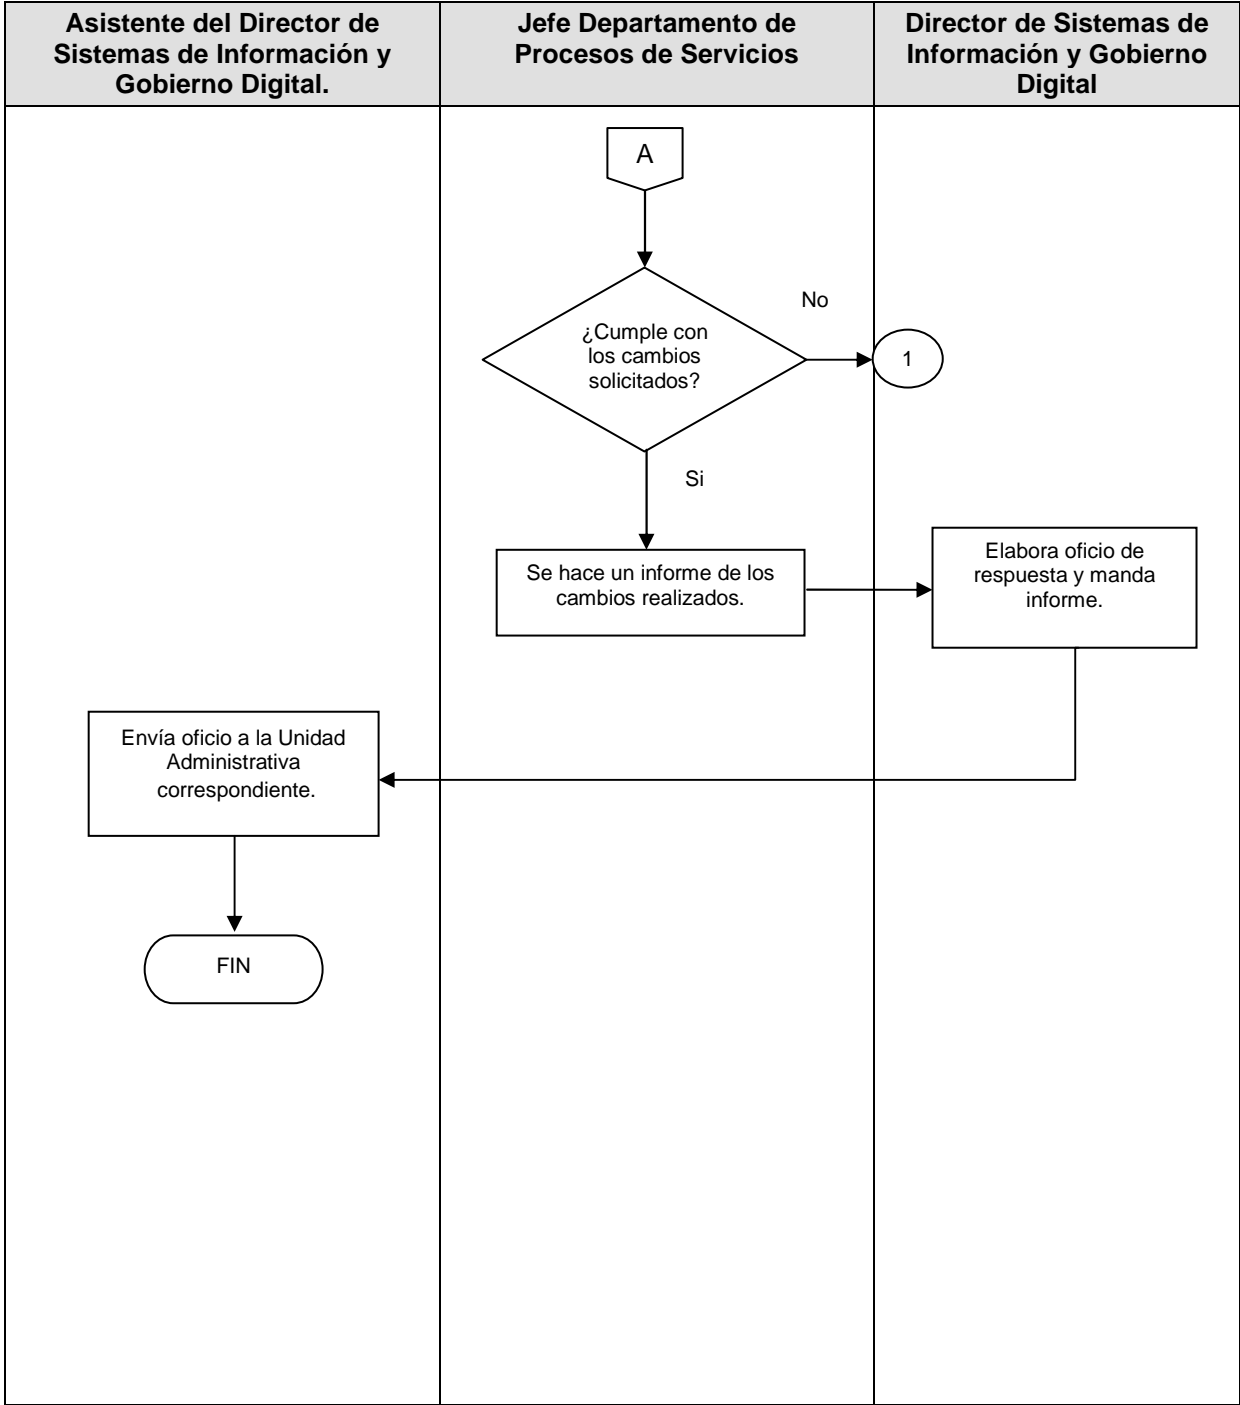 Asistente del Director de
Sistemas de Información y
Gobierno Digital.
Jefe Departamento de
Procesos de Servicios
Director de Sistemas de
Información y Gobierno
Digital
A
¿Cumple con
los cambios
solicitados?
No
1
Si
Se hace un informe de los
cambios realizados.
Elabora oficio de
respuesta y manda
informe.
Envía oficio a la Unidad
Administrativa
correspondiente.
FIN